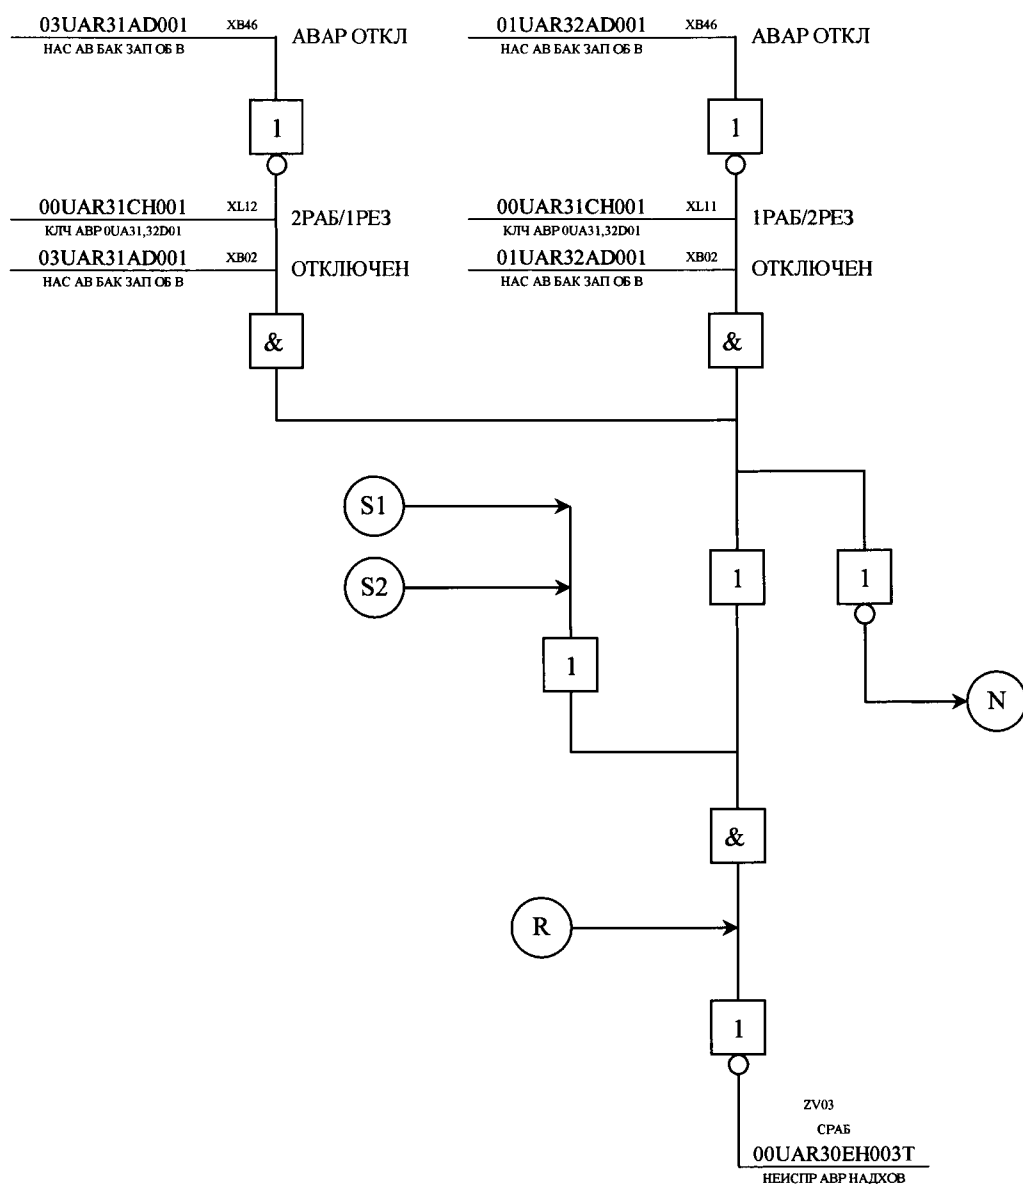 03UAR31AD001 XB46 АВАР ОТКЛ
НАС АВ БАК ЗАП ОБ В
01UAR32AD001 XB46 АВАР ОТКЛ
НАС АВ БАК ЗАП ОБ В
1
1
00UAR31CH001 XL12 2РАБ/1РЕЗ
КЛЧ АВР 0UA31,32D01
00UAR31CH001 XL11 1РАБ/2РЕЗ
КЛЧ АВР 0UA31,32D01
03UAR31AD001 XB02 ОТКЛЮЧЕН
НАС АВ БАК ЗАП ОБ В
01UAR32AD001 XB02 ОТКЛЮЧЕН
НАС АВ БАК ЗАП ОБ В
&
&
S1
S2
1
1
1
N
&
R
1
ZV03
СРАБ
00UAR30EH003T
НЕИСПР АВР НАДХОВ